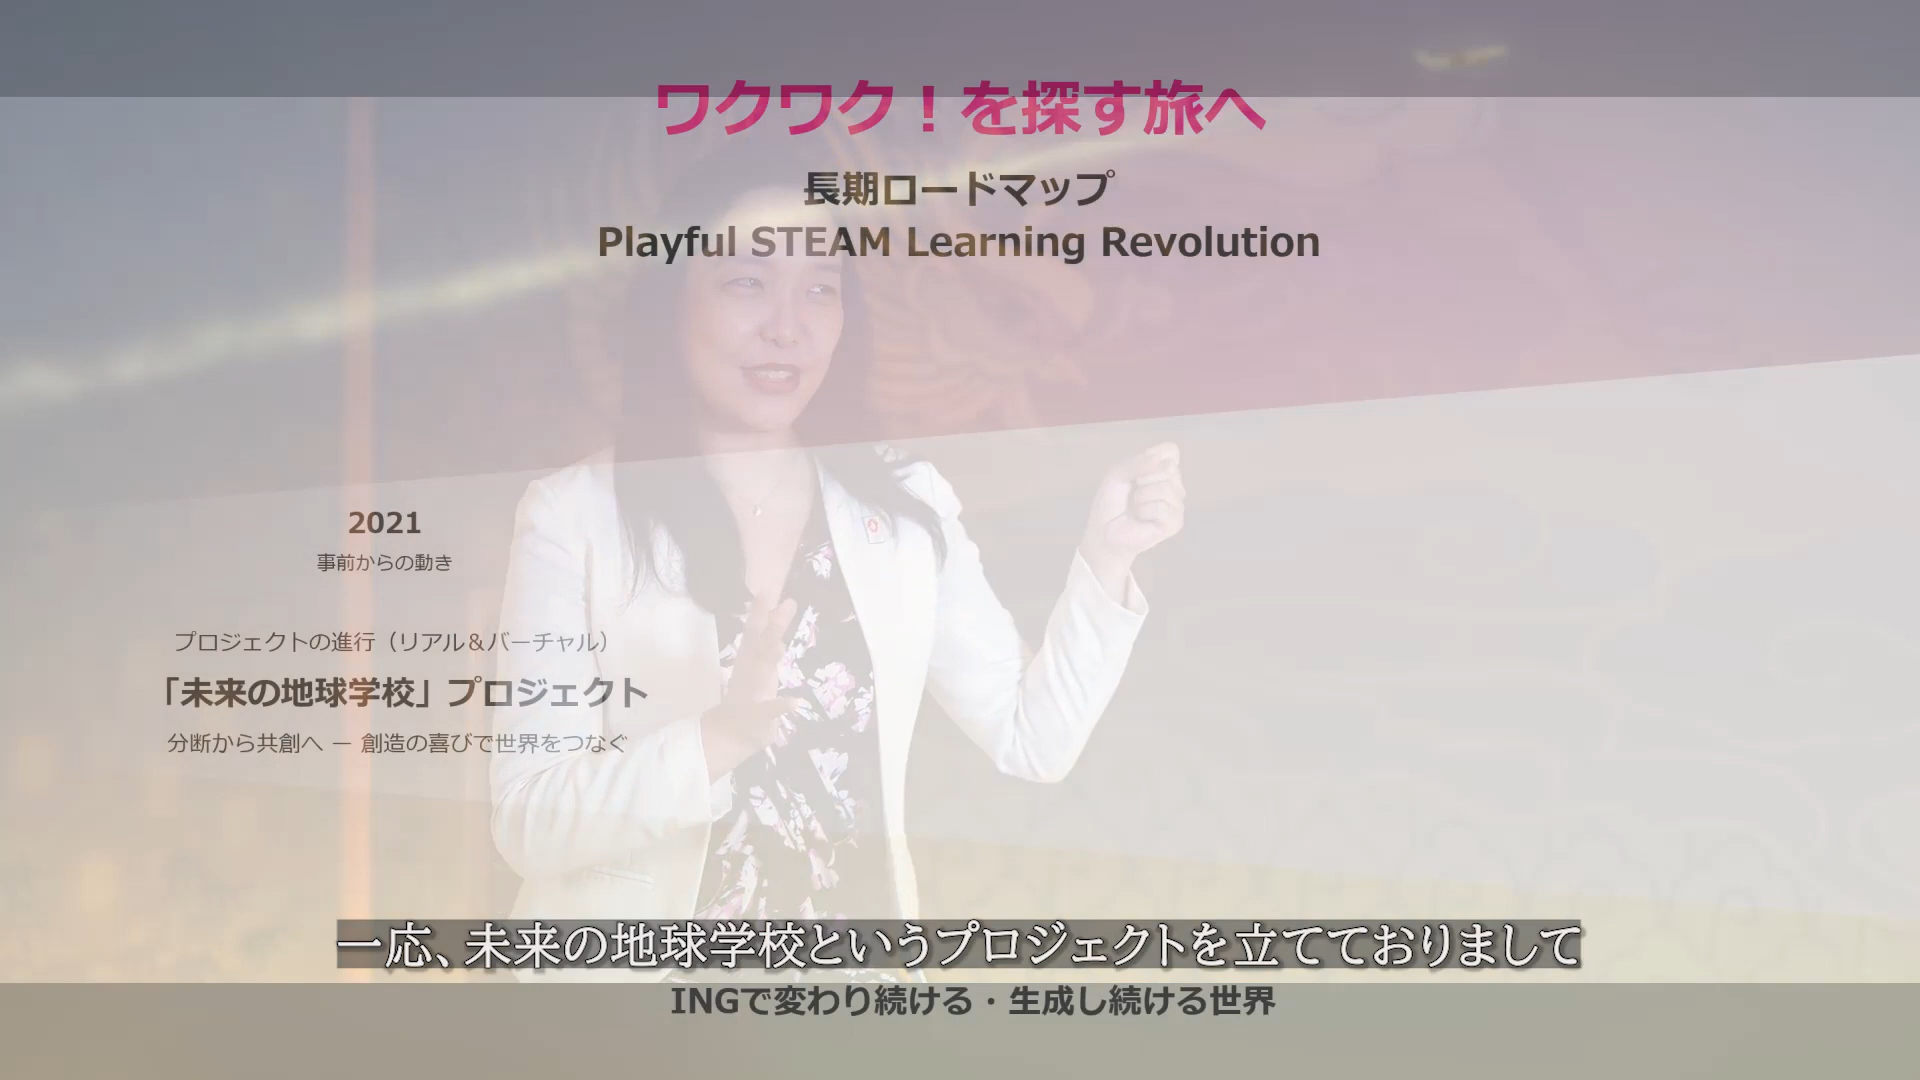 ワクワク！を探す旅へ
長期ロードマップ
Playful STEAM Learning Revolution
2021
事前からの動き
プロジェクトの進行（リアル＆バーチャル）
「未来の地球学校」プロジェクト
分断から共創へ ー 創造の喜びで世界をつなぐ
一応、未来の地球学校というプロジェクトを立てておりまして
INGで変わり続ける・生成し続ける世界